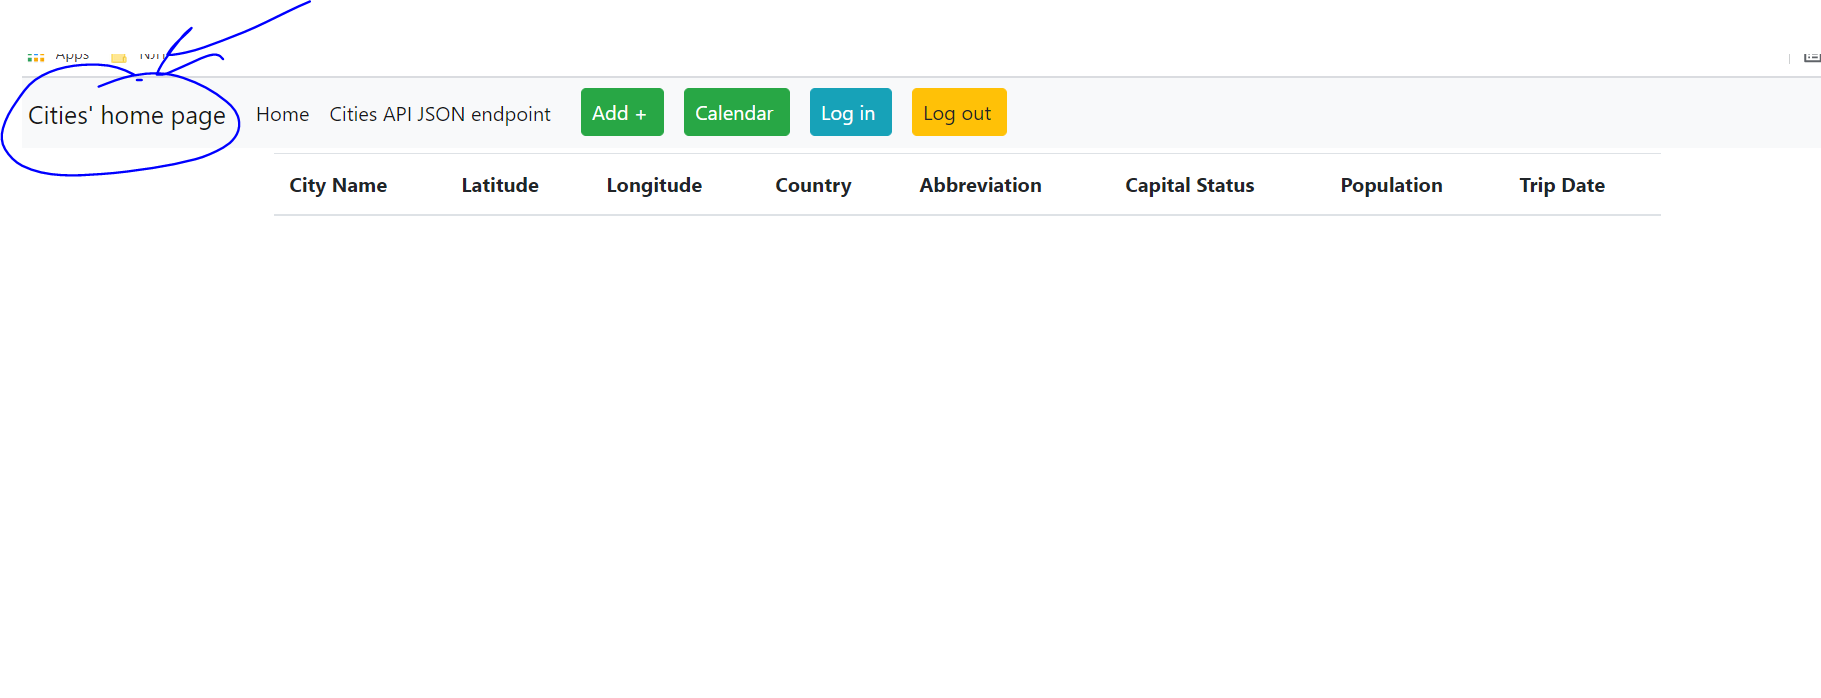 Apps
Cities' home page Home Cities API JSON endpoint Add + Calendar Log in Log out
City Name Latitude Longitude Country Abbreviation Capital Status Population Trip Date